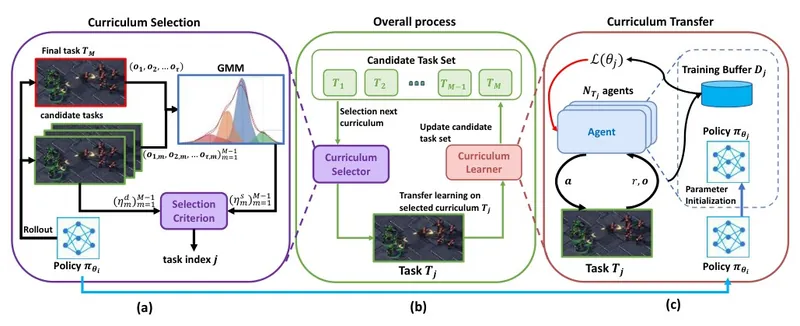 Curriculum Selection
Final task T_M
(o_1, o_2, ... o_τ)
GMM
candidate tasks
(o_{1,m}, o_{2,m}, ... o_{τ,m})_{m=1}^{M-1}
(η_m^d)_{m=1}^{M-1}
(η_m^s)_{m=1}^{M-1}
Selection
Criterion
Rollout
Policy π_{θ_i}
task index j
(a)
Overall process
Candidate Task Set
T_1
T_2
T_{M-1}
T_M
Selection next
curriculum
Update candidate
task set
Curriculum
Selector
Curriculum
Learner
Transfer learning on
selected curriculum T_j
Task T_j
(b)
Curriculum Transfer
ℒ(θ_j)
Training Buffer D_j
N_{T_j} agents
Agent
Policy π_{θ_j}
a
r, o
Parameter
Initialization
Task T_j
Policy π_{θ_i}
(c)